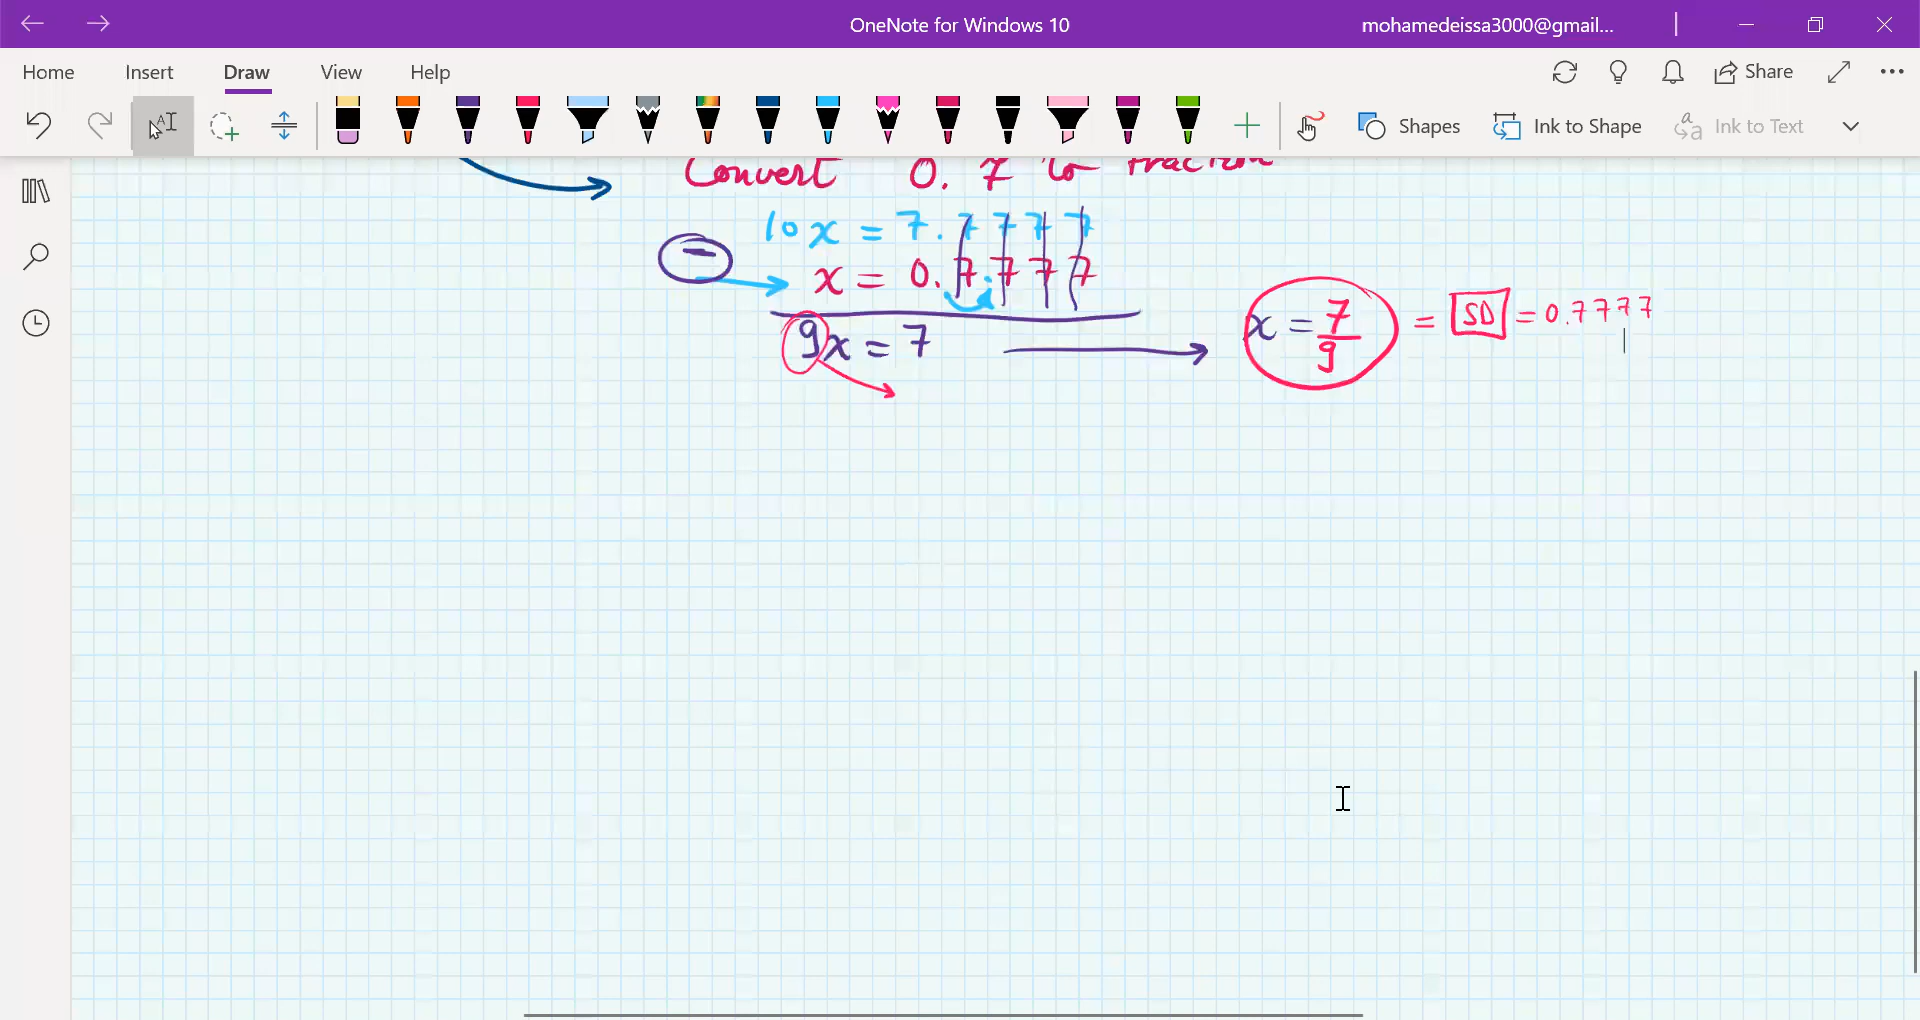 OneNote for Windows 10
mohamedeissa3000@gmail...
Home Insert Draw View Help
Share
Shapes Ink to Shape Ink to Text
Convert 0. 7 to fraction
10x = 7.7777
x = 0.7777
9x = 7
x = 7/9 = SD = 0.7777